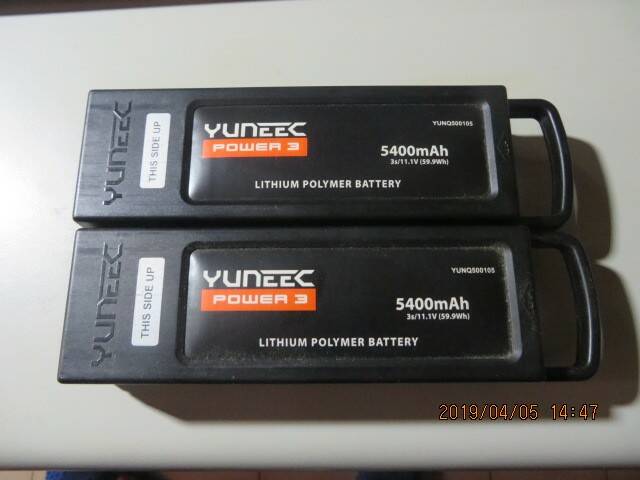 YUNEEC
THIS SIDE UP
YUNEEC
POWER 3
YUNQ500105
5400mAh
3s/11.1V (59.9Wh)
LITHIUM POLYMER BATTERY
YUNEEC
THIS SIDE UP
YUNEEC
POWER 3
YUNQ500105
5400mAh
3s/11.1V (59.9Wh)
LITHIUM POLYMER BATTERY
2019/04/05 14:47